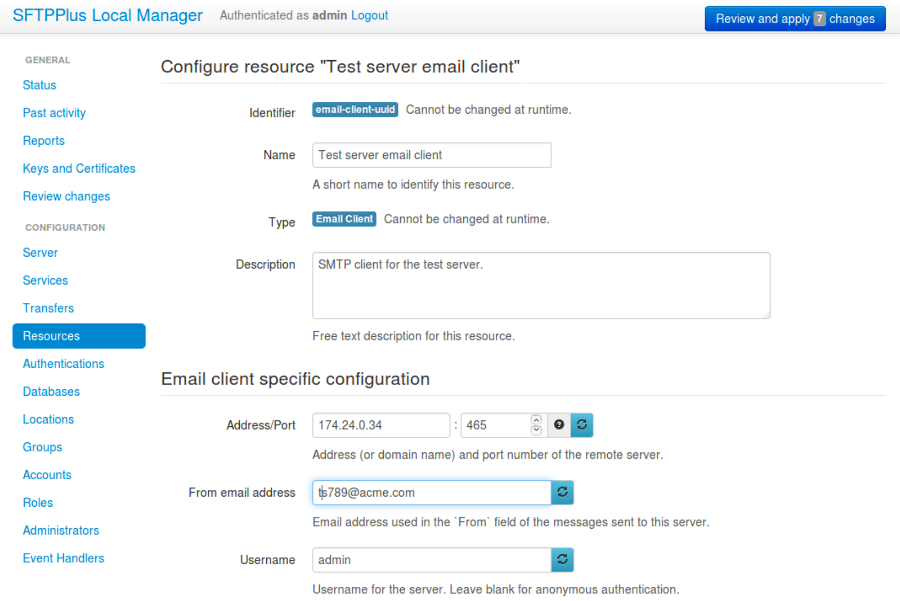 SFTPPlus Local Manager Authenticated as admin Logout Review and apply 7 changes
GENERAL
Status
Past activity
Reports
Keys and Certificates
Review changes
CONFIGURATION
Server
Services
Transfers
Resources
Authentications
Databases
Locations
Groups
Accounts
Roles
Administrators
Event Handlers
Configure resource "Test server email client"
Identifier email-client-uuid Cannot be changed at runtime.
Name Test server email client
A short name to identify this resource.
Type Email Client Cannot be changed at runtime.
Description SMTP client for the test server.
Free text description for this resource.
Email client specific configuration
Address/Port 174.24.0.34 : 465
Address (or domain name) and port number of the remote server.
From email address ts789@acme.com
Email address used in the `From` field of the messages sent to this server.
Username admin
Username for the server. Leave blank for anonymous authentication.